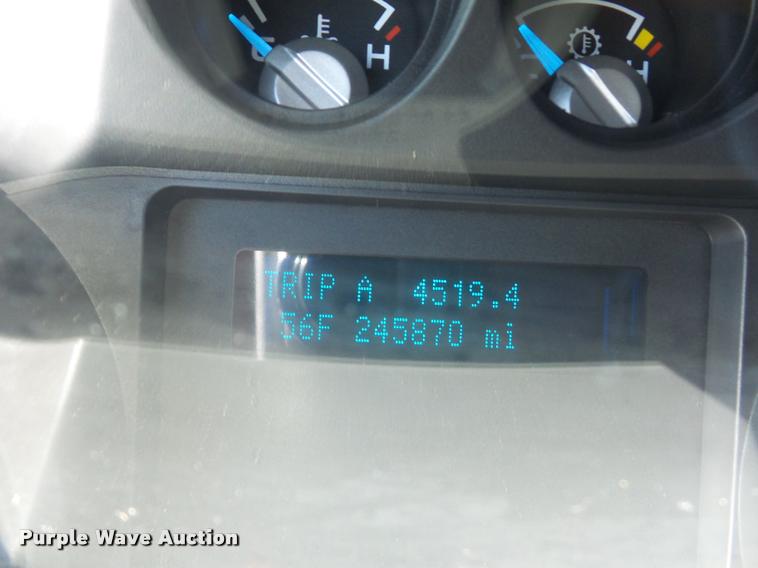 C H
H
TRIP A 4519.4
56F 245870 mi
Purple Wave Auction